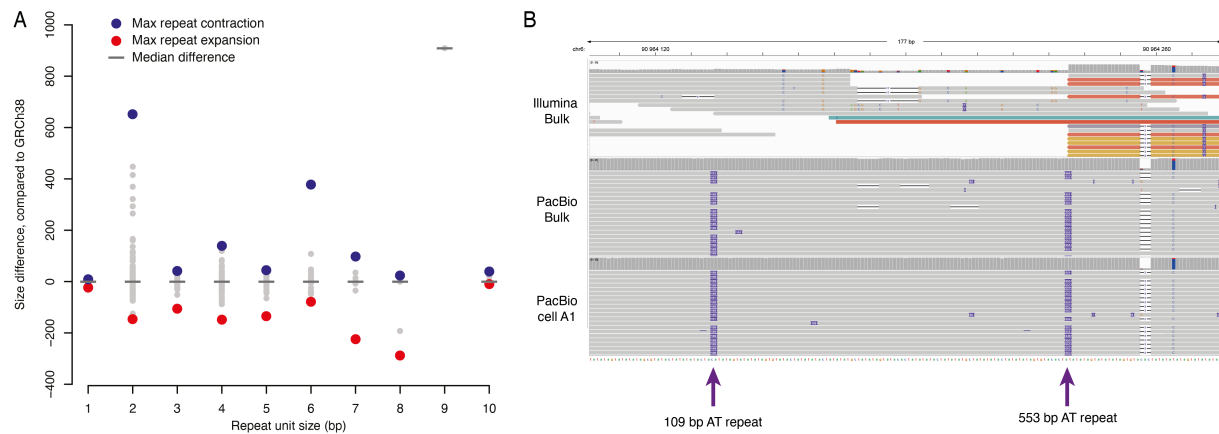 A
Max repeat contraction
Max repeat expansion
Median difference
1000
800
600
400
200
0
−200
−400
Size difference, compared to GRCh38
1 2 3 4 5 6 7 8 9 10
Repeat unit size (bp)
B
177 bp
chr6:
90 964 120
90 964 260
Illumina
Bulk
PacBio
Bulk
PacBio
cell A1
109 bp AT repeat
553 bp AT repeat